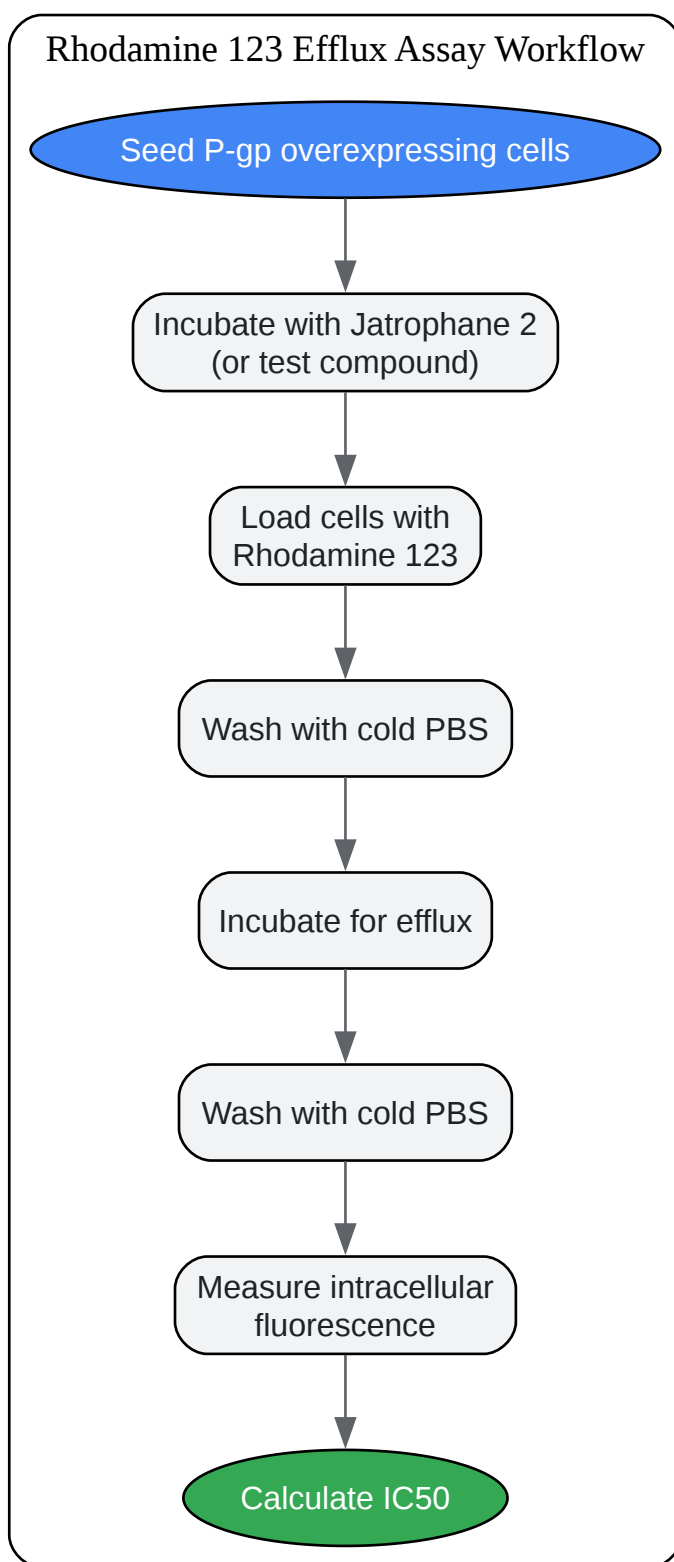 Rhodamine 123 Efflux Assay Workflow
Seed P-gp overexpressing cells
Incubate with Jatrophane 2
(or test compound)
Load cells with
Rhodamine 123
Wash with cold PBS
Incubate for efflux
Wash with cold PBS
Measure intracellular
fluorescence
Calculate IC50